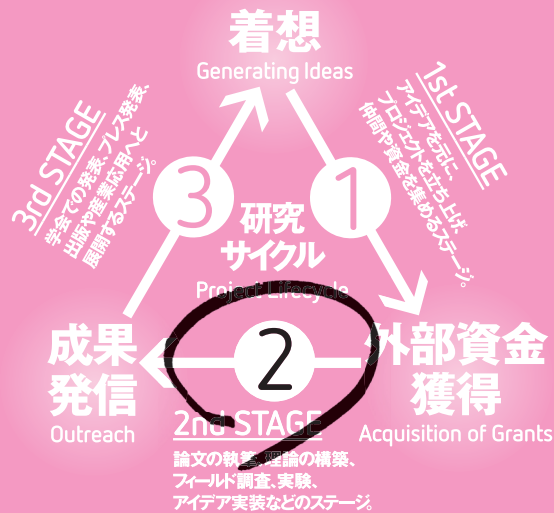 着想
Generating Ideas
1st STAGE
アイデアを元に、
プロジェクトを立ち上げ、
仲間や資金を集めるステージ。
3rd STAGE
学会での発表、プレス発表、
出版や産業応用へと
展開するステージ。
3
1
研究
サイクル
Project Lifecycle
成果
発信
Outreach
2
外部資金
獲得
Acquisition of Grants
2nd STAGE
論文の執筆、理論の構築、
フィールド調査、実験、
アイデア実装などのステージ。